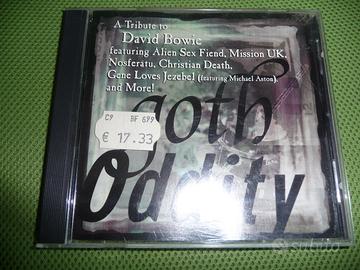 A Tribute to
David Bowie
featuring Alien Sex Fiend, Mission UK,
Nosferatu, Christian Death,
Gene Loves Jezebel (featuring Michael Aston)
and More!
C9 BF 699
€ 17.33
goth
Oddity
subito